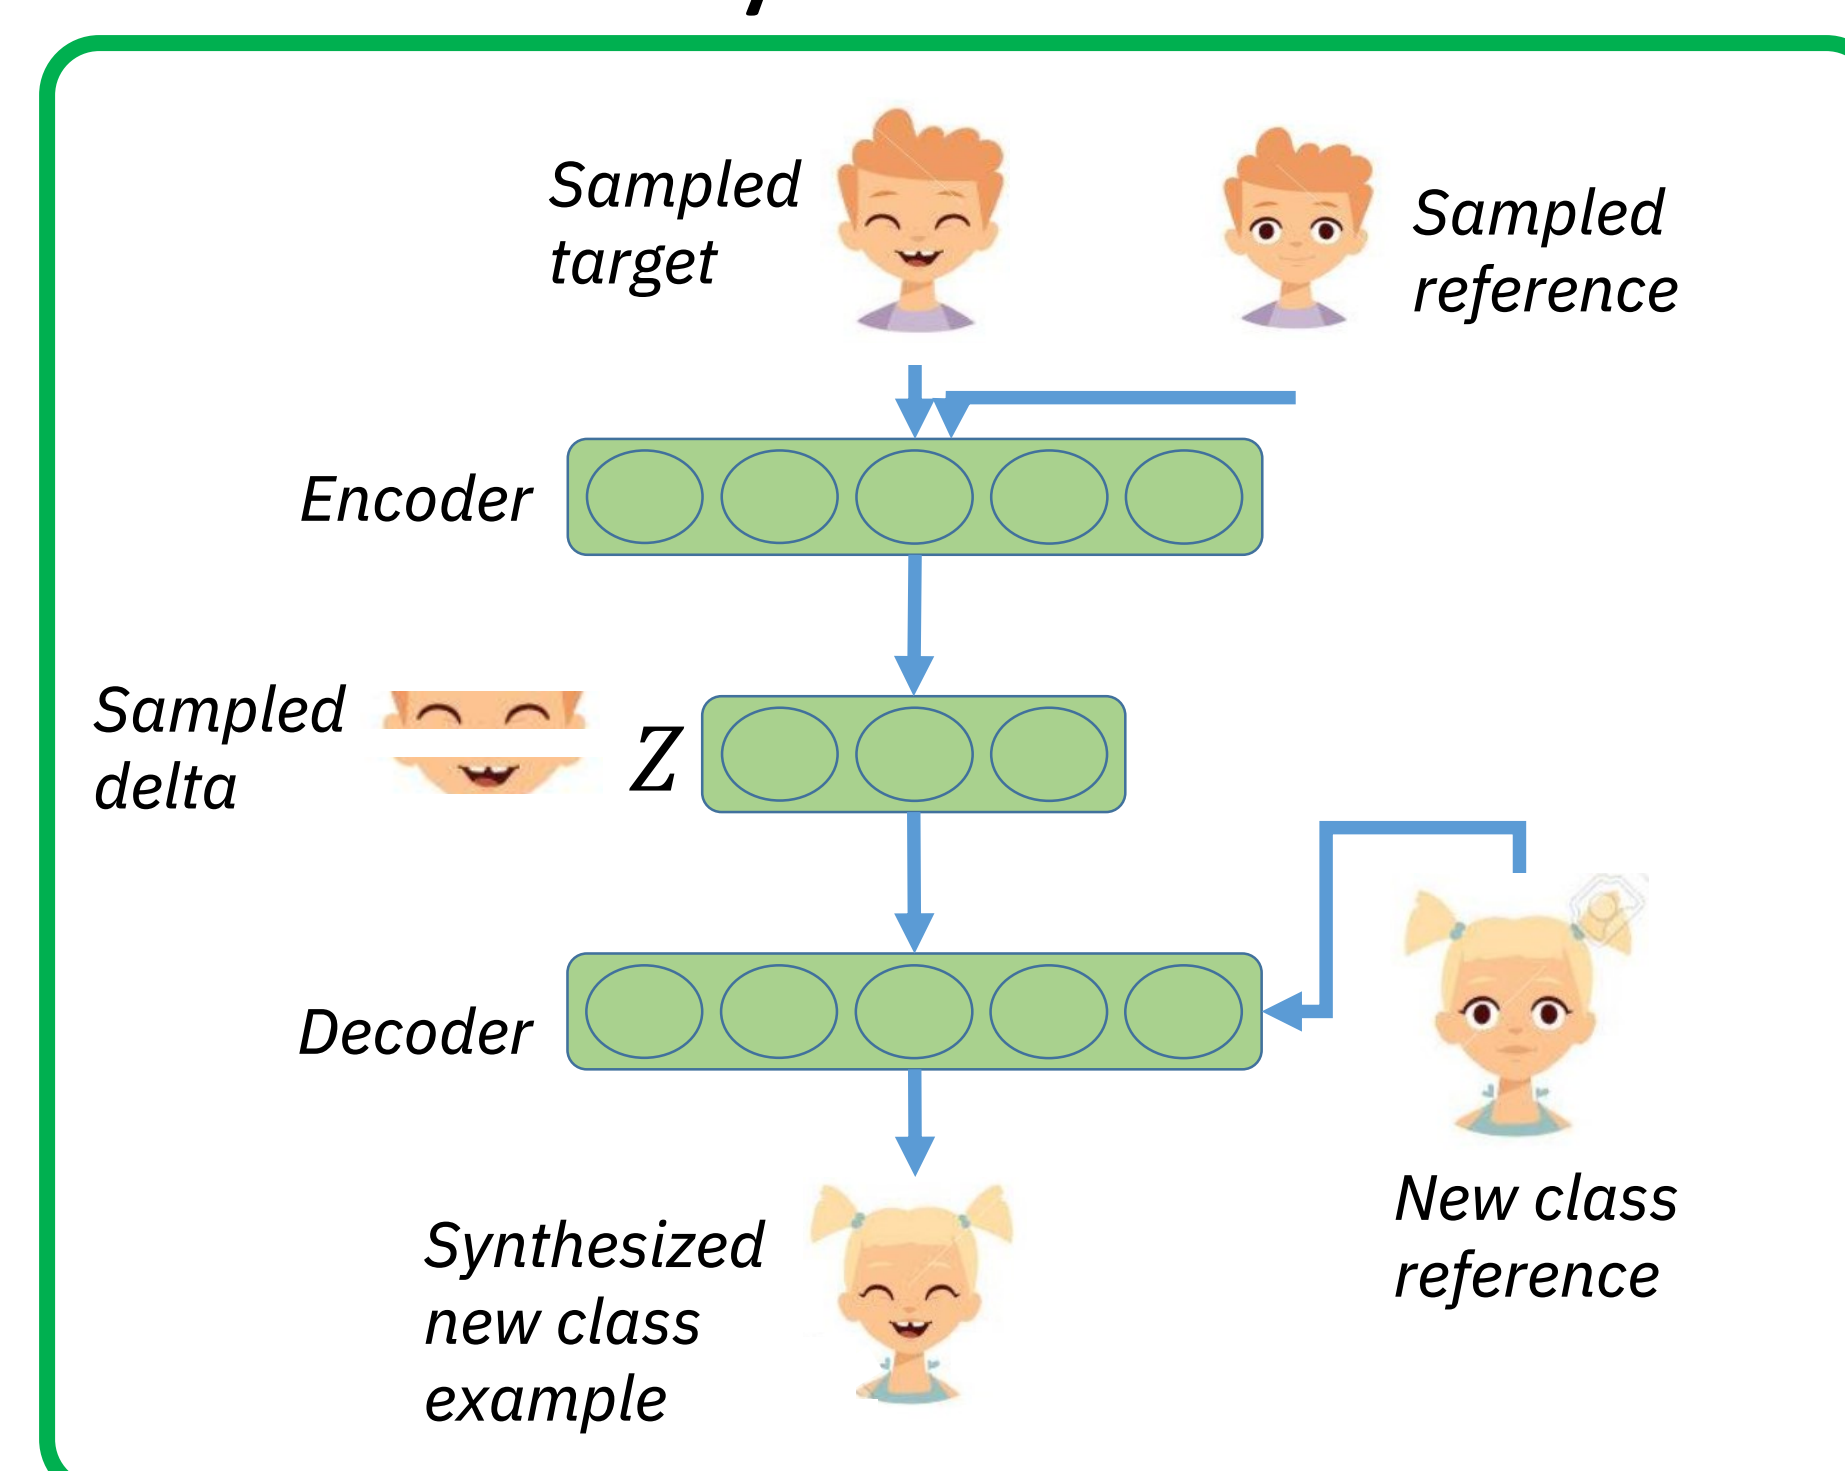 Sampled
target
Sampled
reference
Encoder
Sampled
delta
Z
Decoder
New class
reference
Synthesized
new class
example